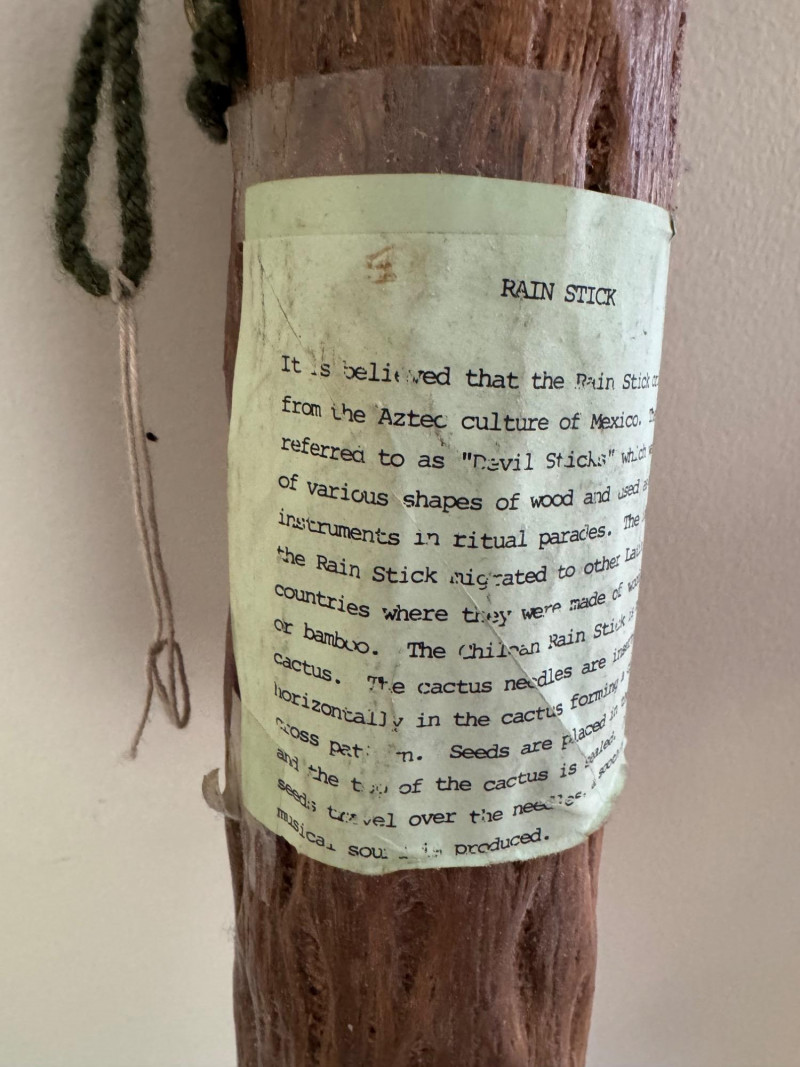 RAIN STICK
It is believed that the Rain Stick
from the Aztec culture of Mexico.
referred to as "Devil Sticks" which
of various shapes of wood and used
instruments in ritual parades. The
the Rain Stick migrated to other
countries where they were made of
or bamboo. The Chilean Rain Stick
cactus. The cactus needles are
horizontally in the cactus forming
cross pattern. Seeds are placed in
and the top of the cactus is sealed.
seeds travel over the needles,
musical sound is produced.